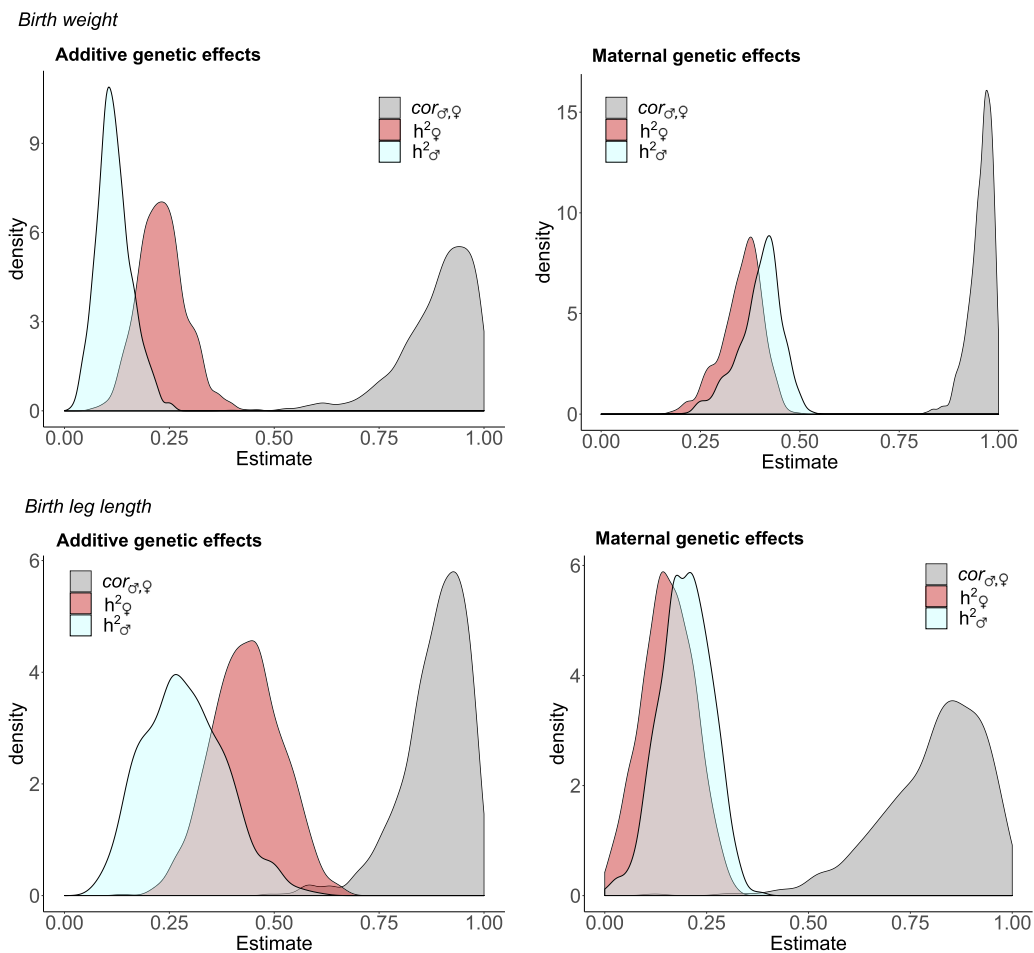 Birth weight
Additive genetic effects
cor♂,♀
h²♀
h²♂
density
9
6
3
0
0.00 0.25 0.50 0.75 1.00
Estimate
Maternal genetic effects
cor♂,♀
h²♀
h²♂
density
15
10
5
0
0.00 0.25 0.50 0.75 1.00
Estimate
Birth leg length
Additive genetic effects
cor♂,♀
h²♀
h²♂
density
6
4
2
0
0.00 0.25 0.50 0.75 1.00
Estimate
Maternal genetic effects
cor♂,♀
h²♀
h²♂
density
6
4
2
0
0.00 0.25 0.50 0.75 1.00
Estimate